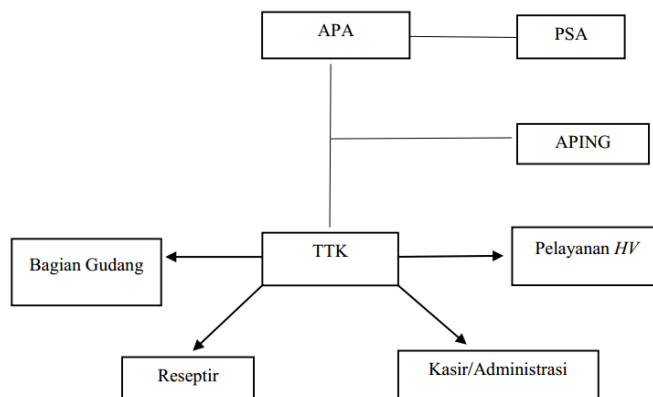 APA
PSA
APING
TTK
Bagian Gudang
Pelayanan HV
Reseptir
Kasir/Administrasi